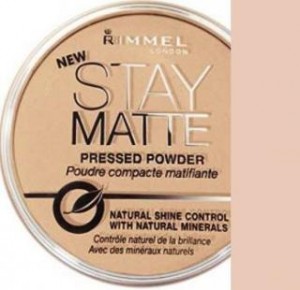 RIMMEL
LONDON
NEW
STAY
MATTE
PRESSED POWDER
Poudre compacte matifiante
NATURAL SHINE CONTROL
WITH NATURAL MINERALS
Contrôle naturel de la brillance
Avec des minéraux naturels